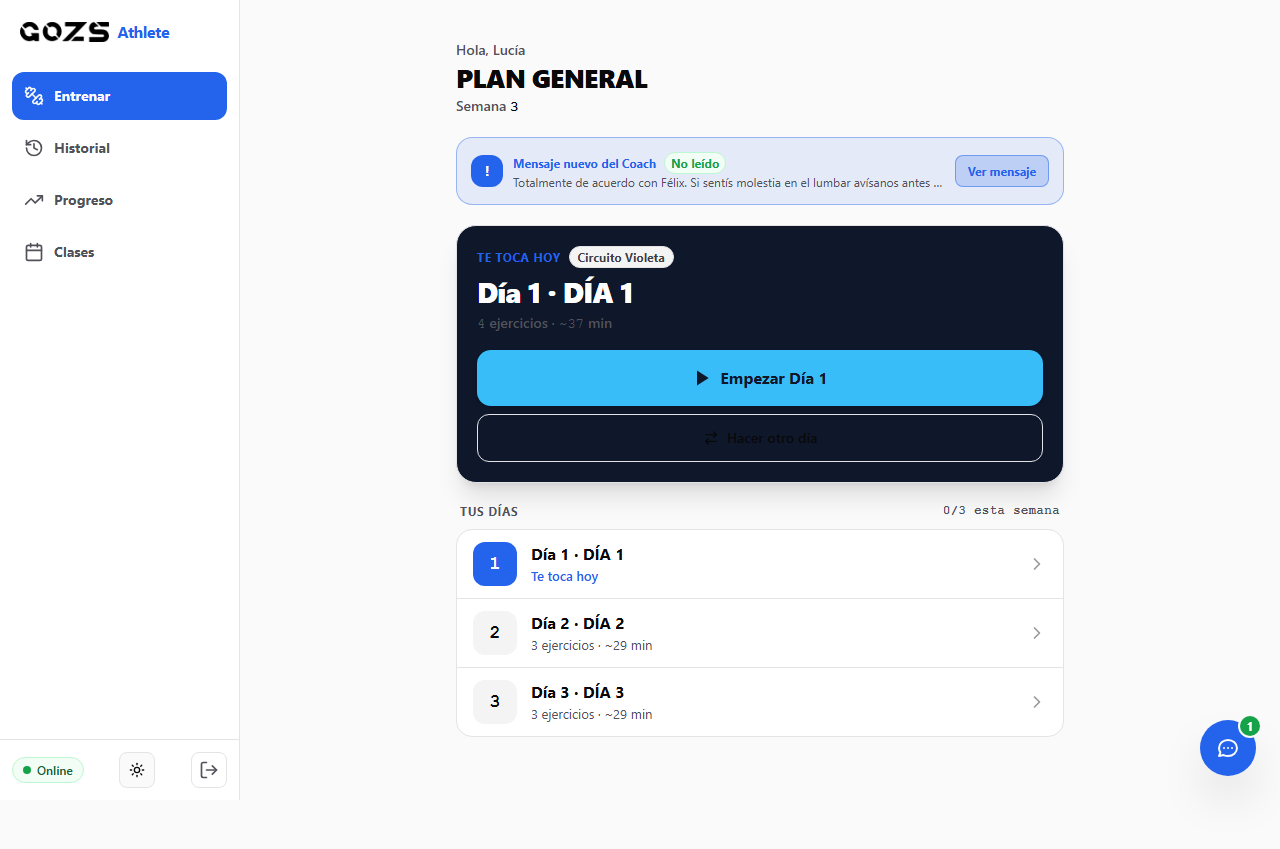 GOZS Athlete
Entrenar
Historial
Progreso
Clases
Online
Hola, Lucía
PLAN GENERAL
Semana 3
!
Mensaje nuevo del Coach No leído
Totalmente de acuerdo con Félix. Si sentís molestia en el lumbar avísanos antes ...
Ver mensaje
TE TOCA HOY Circuito Violeta
Día 1 · DÍA 1
4 ejercicios · ~37 min
Empezar Día 1
Hacer otro día
TUS DÍAS 0/3 esta semana
1
Día 1 · DÍA 1
Te toca hoy
2
Día 2 · DÍA 2
3 ejercicios · ~29 min
3
Día 3 · DÍA 3
3 ejercicios · ~29 min
1